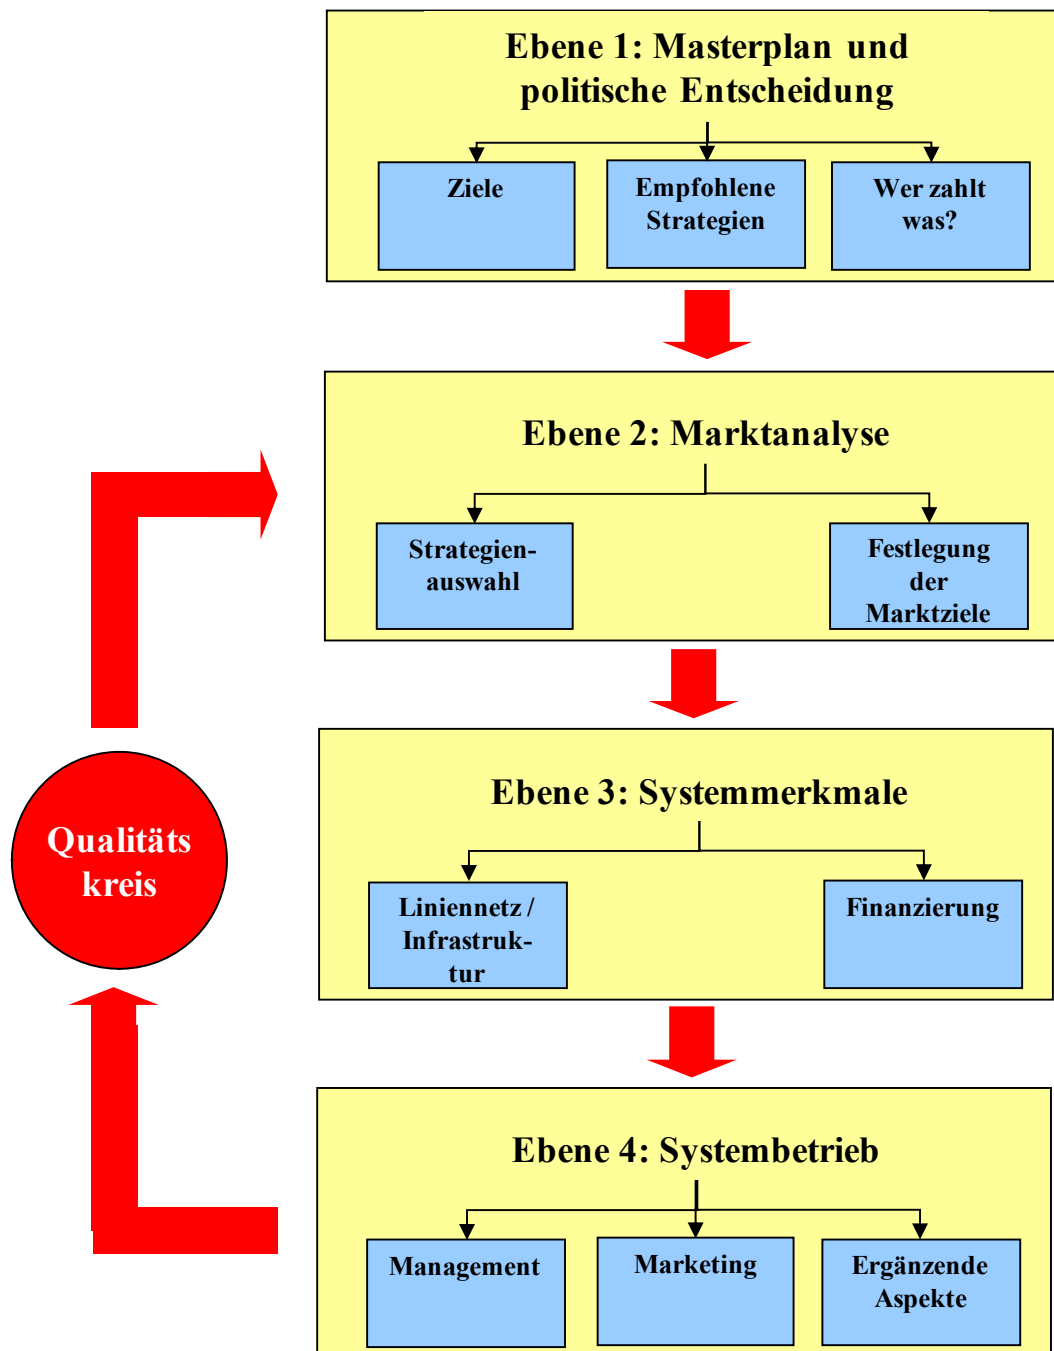 Ebene 1: Masterplan und
politische Entscheidung
Ziele
Empfohlene
Strategien
Wer zahlt
was?
Ebene 2: Marktanalyse
Strategien-
auswahl
Festlegung
der
Marktziele
Qualitäts
kreis
Ebene 3: Systemmerkmale
Liniennetz /
Infrastruk-
tur
Finanzierung
Ebene 4: Systembetrieb
Management
Marketing
Ergänzende
Aspekte